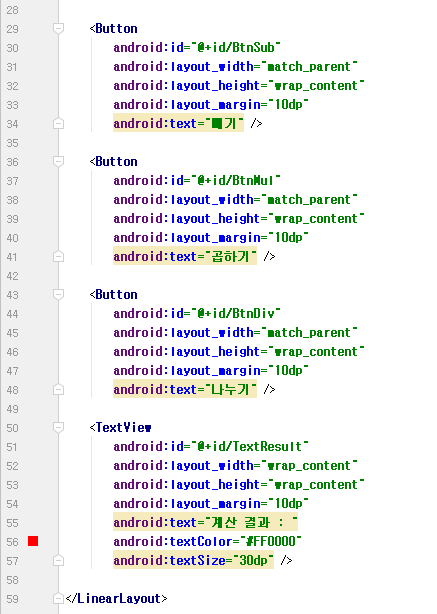 28
29 <Button
30 android:id="@+id/BtnSub"
31 android:layout_width="match_parent"
32 android:layout_height="wrap_content"
33 android:layout_margin="10dp"
34 android:text="빼기" />
35
36 <Button
37 android:id="@+id/BtnMul"
38 android:layout_width="match_parent"
39 android:layout_height="wrap_content"
40 android:layout_margin="10dp"
41 android:text="곱하기" />
42
43 <Button
44 android:id="@+id/BtnDiv"
45 android:layout_width="match_parent"
46 android:layout_height="wrap_content"
47 android:layout_margin="10dp"
48 android:text="나누기" />
49
50 <TextView
51 android:id="@+id/TextResult"
52 android:layout_width="wrap_content"
53 android:layout_height="wrap_content"
54 android:layout_margin="10dp"
55 android:text="계산 결과 : "
56 android:textColor="#FF0000"
57 android:textSize="30dp" />
58
59 </LinearLayout>